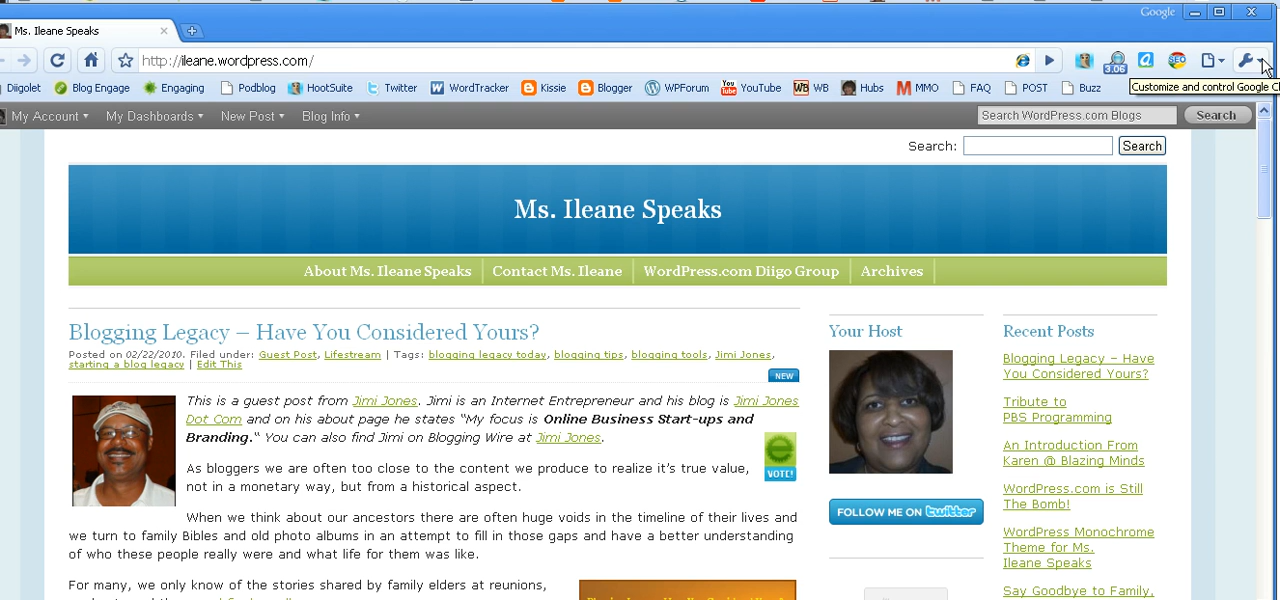 Google
Ms. Ileane Speaks
http://ileane.wordpress.com/
3.06
SEO
Diigolet Blog Engage Engaging Podblog HootSuite Twitter WordTracker Kissie Blogger WPForum You Tube YouTube WB WB Hubs MMO FAQ POST Buzz
Customize and control Google C
My Account My Dashboards New Post Blog Info Search WordPress.com Blogs Search
Search: Search
Ms. Ileane Speaks
About Ms. Ileane Speaks Contact Ms. Ileane WordPress.com Diigo Group Archives
Blogging Legacy – Have You Considered Yours?
Posted on 02/22/2010. Filed under: Guest Post, Lifestream | Tags: blogging legacy today, blogging tips, blogging tools, Jimi Jones,
starting a blog legacy | Edit This
NEW
This is a guest post from Jimi Jones. Jimi is an Internet Entrepreneur and his blog is Jimi Jones
Dot Com and on his about page he states "My focus is Online Business Start-ups and
Branding." You can also find Jimi on Blogging Wire at Jimi Jones.
VOTE!
As bloggers we are often too close to the content we produce to realize it's true value,
not in a monetary way, but from a historical aspect.
When we think about our ancestors there are often huge voids in the timeline of their lives and
we turn to family Bibles and old photo albums in an attempt to fill in those gaps and have a better understanding
of who these people really were and what life for them was like.
For many, we only know of the stories shared by family elders at reunions,
Your Host
FOLLOW ME ON twitter
Recent Posts
Blogging Legacy – Have
You Considered Yours?
Tribute to
PBS Programming
An Introduction From
Karen @ Blazing Minds
WordPress.com is Still
The Bomb!
WordPress Monochrome
Theme for Ms.
Ileane Speaks
Say Goodbye to Family,